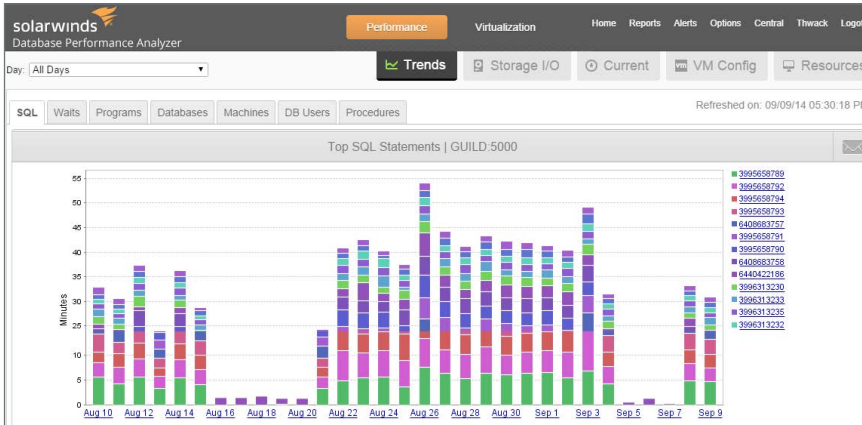 solarwinds
Database Performance Analyzer
Performance
Virtualization
Home Reports Alerts Options Central Thwack Logo
Day: All Days
Trends
Storage I/O
Current
vm VM Config
Resources
SQL Waits Programs Databases Machines DB Users Procedures
Refreshed on: 09/09/14 05:30:18 P
Top SQL Statements | GUILD:5000
Minutes
55
50
45
40
35
30
25
10
5
0
Aug 10 Aug 12 Aug 14 Aug 16 Aug 18 Aug 20 Aug 22 Aug 24 Aug 26 Aug 28 Aug 30 Sep 1 Sep 3 Sep 5 Sep 7 Sep 9
3995658789
3995658792
3995658794
3995658793
6408683757
3995658791
3995658790
6408683758
6440422186
3996313230
3996313233
3996313235
3996313232